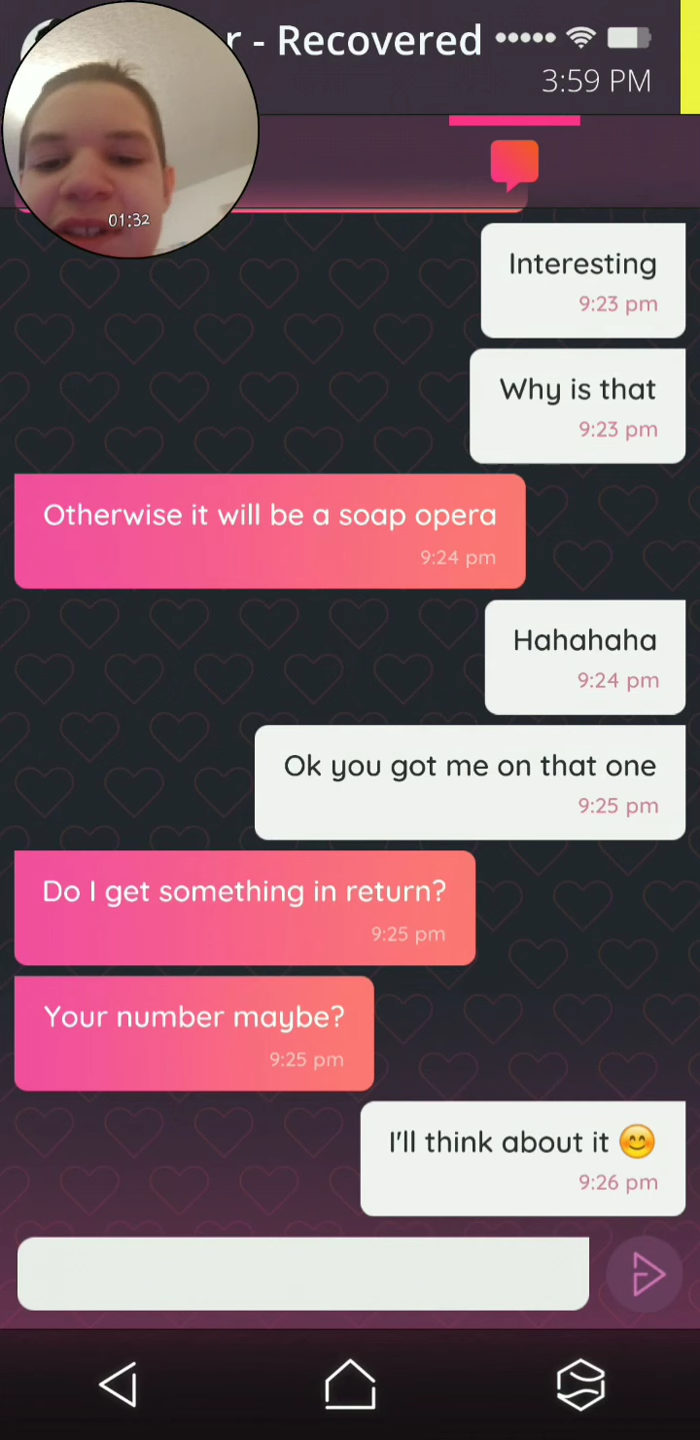 r - Recovered
3:59 PM
01:32
Interesting
9:23 pm
Why is that
9:23 pm
Otherwise it will be a soap opera
9:24 pm
Hahahaha
9:24 pm
Ok you got me on that one
9:25 pm
Do I get something in return?
9:25 pm
Your number maybe?
9:25 pm
I'll think about it 😊
9:26 pm